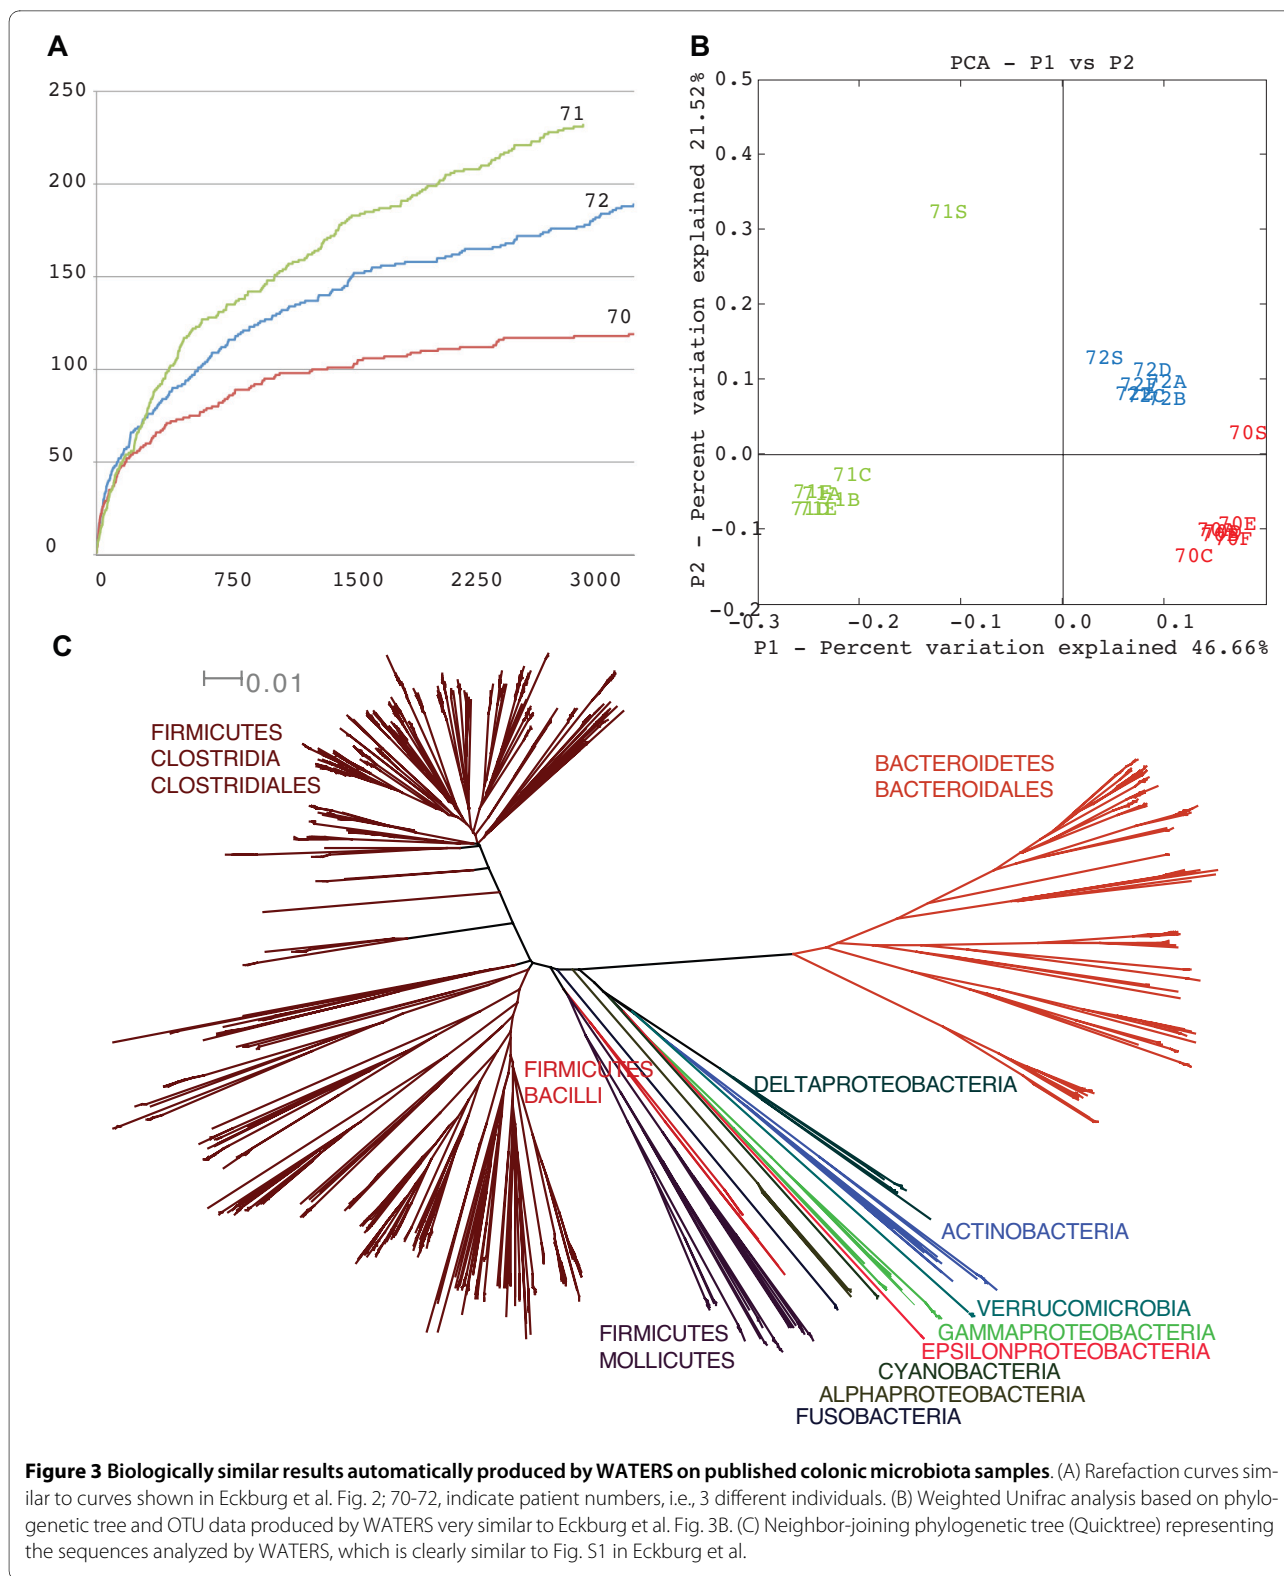 A
250
200
150
100
50
0
0 750 1500 2250 3000
71
72
70
B
PCA - P1 vs P2
P2 - Percent variation explained 21.52%
0.5
0.4
0.3
0.2
0.1
0.0
-0.1
-0.2
-0.3 -0.2 -0.1 0.0 0.1
P1 - Percent variation explained 46.66%
71S
72S
72D
72A
72C
72B
70S
71C
71B
71E
70E
70F
70C
C
0.01
FIRMICUTES
CLOSTRIDIA
CLOSTRIDIALES
BACTEROIDETES
BACTEROIDALES
FIRMICUTES
BACILLI
DELTAPROTEOBACTERIA
ACTINOBACTERIA
VERRUCOMICROBIA
GAMMAPROTEOBACTERIA
EPSILONPROTEOBACTERIA
CYANOBACTERIA
ALPHAPROTEOBACTERIA
FUSOBACTERIA
FIRMICUTES
MOLLICUTES
Figure 3 Biologically similar results automatically produced by WATERS on published colonic microbiota samples. (A) Rarefaction curves sim-
ilar to curves shown in Eckburg et al. Fig. 2; 70-72, indicate patient numbers, i.e., 3 different individuals. (B) Weighted Unifrac analysis based on phylo-
genetic tree and OTU data produced by WATERS very similar to Eckburg et al. Fig. 3B. (C) Neighbor-joining phylogenetic tree (Quicktree) representing
the sequences analyzed by WATERS, which is clearly similar to Fig. S1 in Eckburg et al.